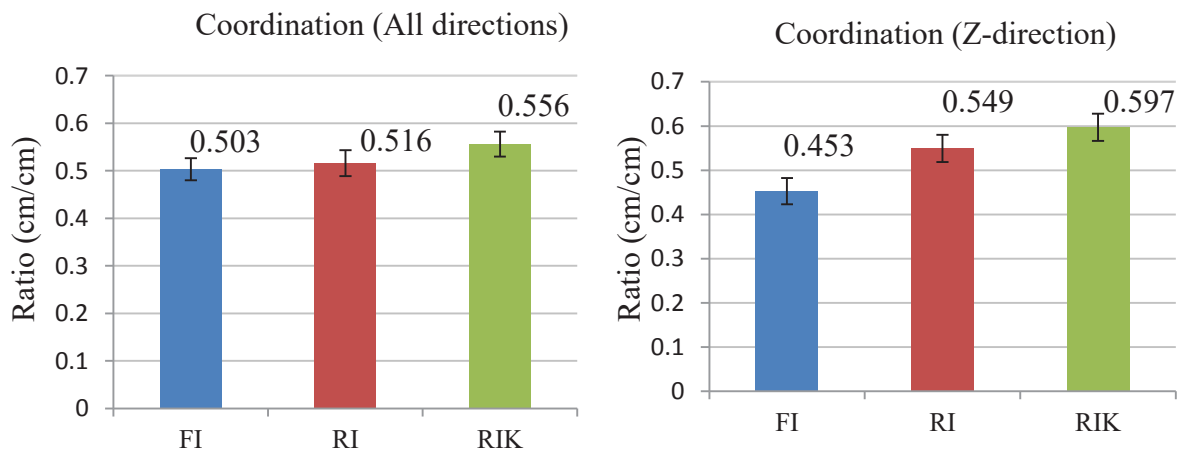 Coordination (All directions)
Ratio (cm/cm)
0.7
0.6
0.5
0.4
0.3
0.2
0.1
0
0.503
0.516
0.556
FI
RI
RIK
Coordination (Z-direction)
Ratio (cm/cm)
0.7
0.6
0.5
0.4
0.3
0.2
0.1
0
0.453
0.549
0.597
FI
RI
RIK